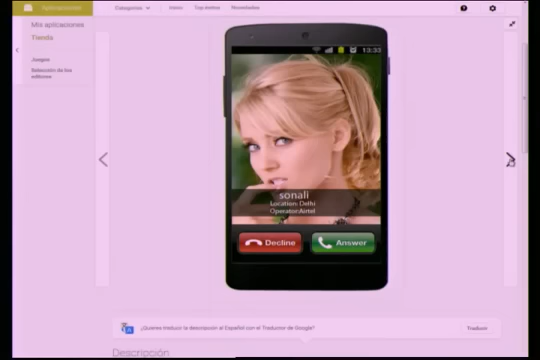 Aplicaciones
Categorías
Inicio
Top ventas
Novedades
Mis aplicaciones
Tienda
Juegos
Selección de los
editores
13:33
sonali
Location: Delhi
Operator:Airtel
Decline
Answer
¿Quieres traducir la descripción al Español con el Traductor de Google?
Traducir
Descripción